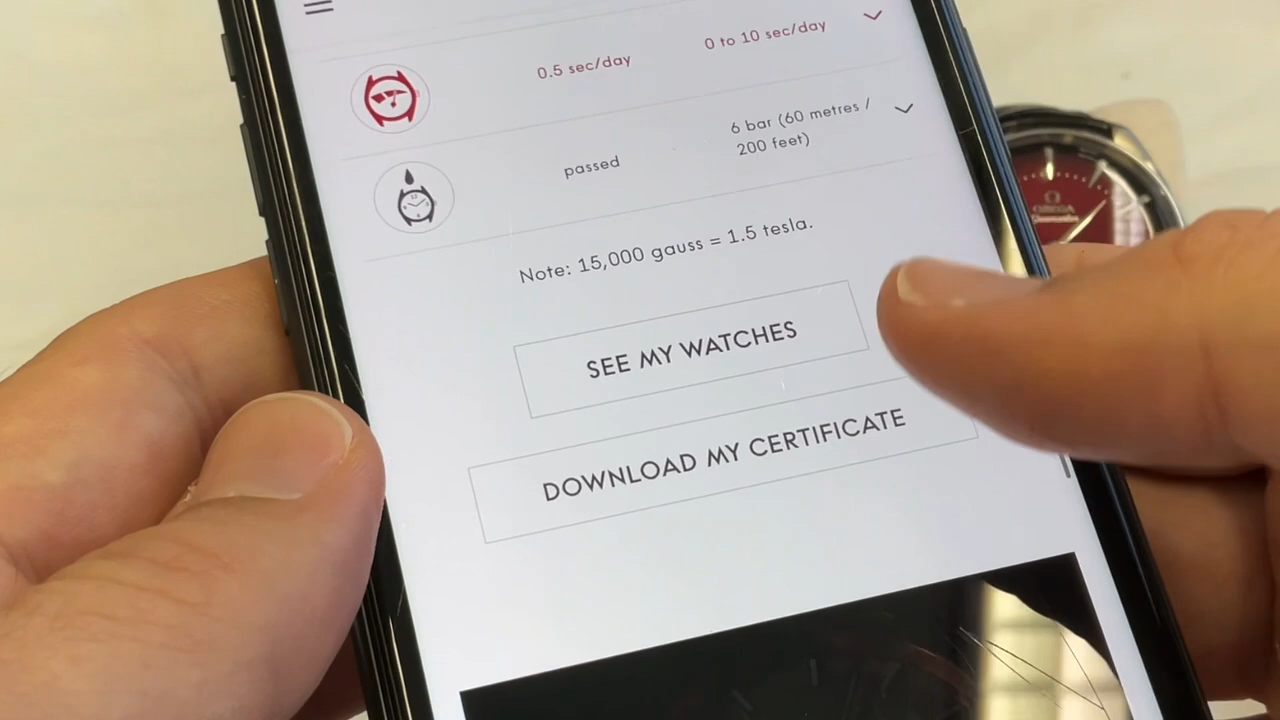 0.5 sec/day
0 to 10 sec/day
passed
6 bar (60 metres /
200 feet)
Note: 15,000 gauss = 1.5 tesla.
SEE MY WATCHES
DOWNLOAD MY CERTIFICATE
OMEGA
Seamaster